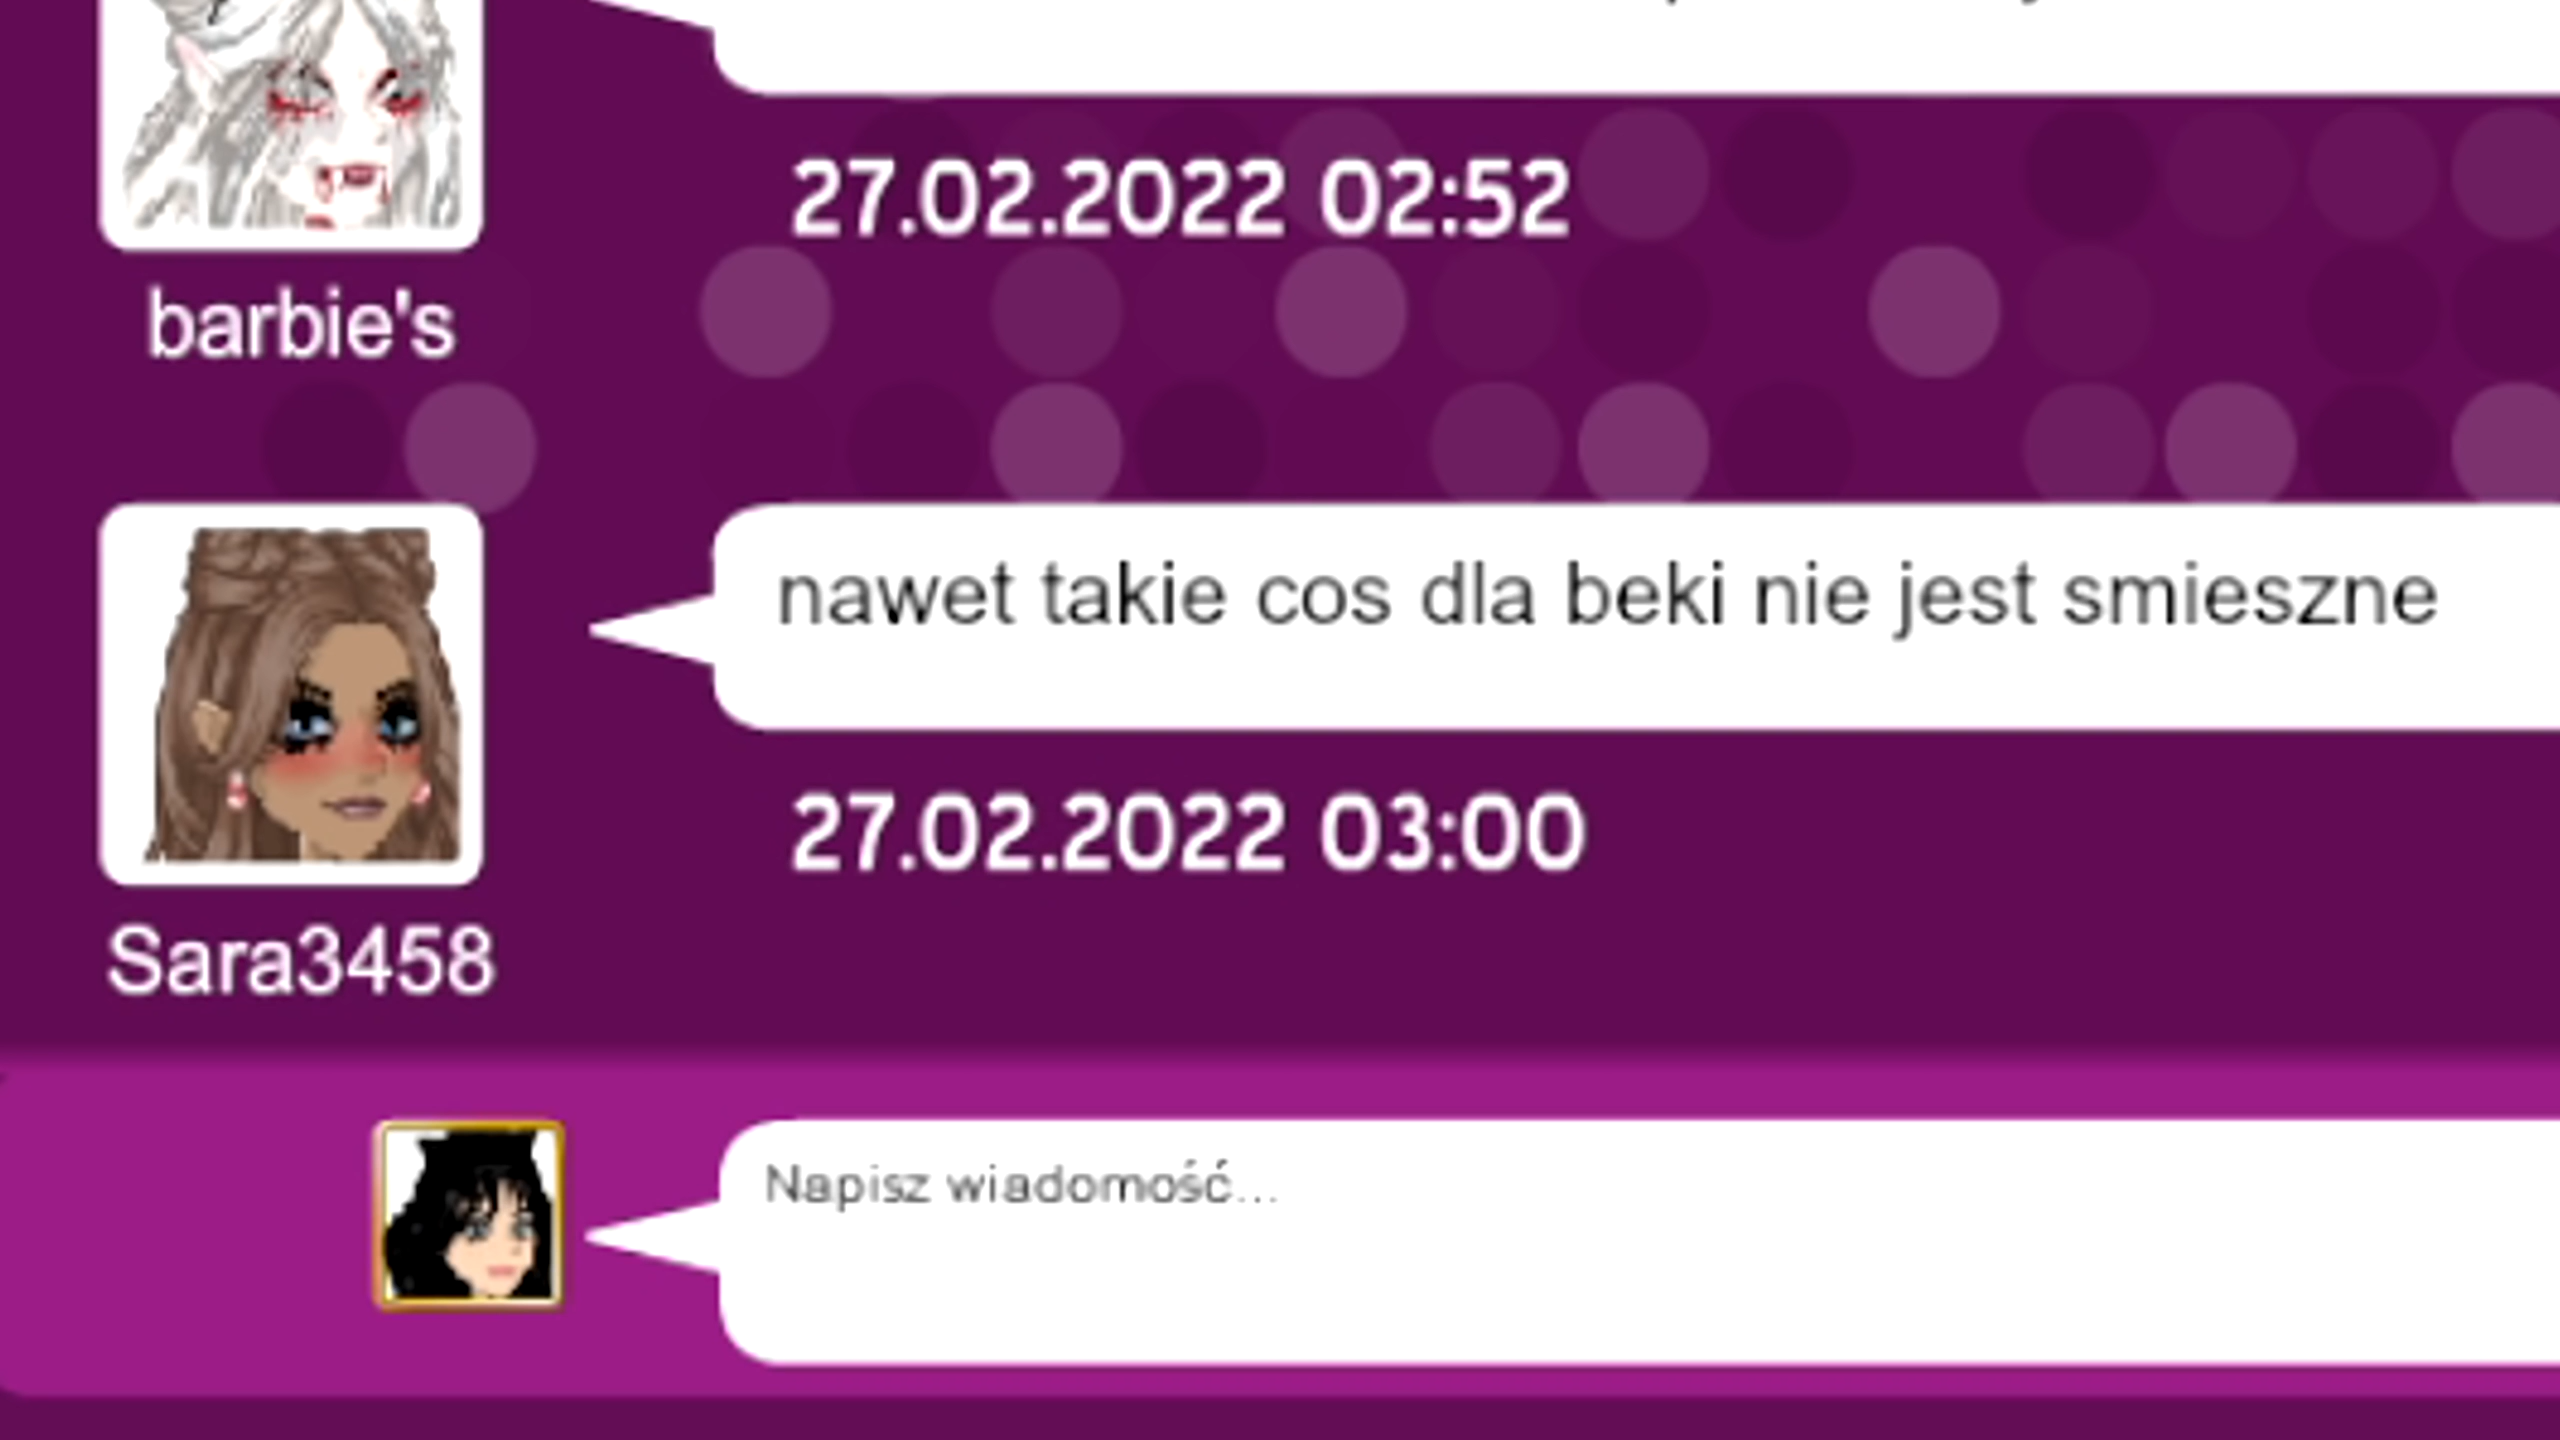 27.02.2022 02:52
barbie's
nawet takie cos dla beki nie jest smieszne
27.02.2022 03:00
Sara3458
Napisz wiadomość...